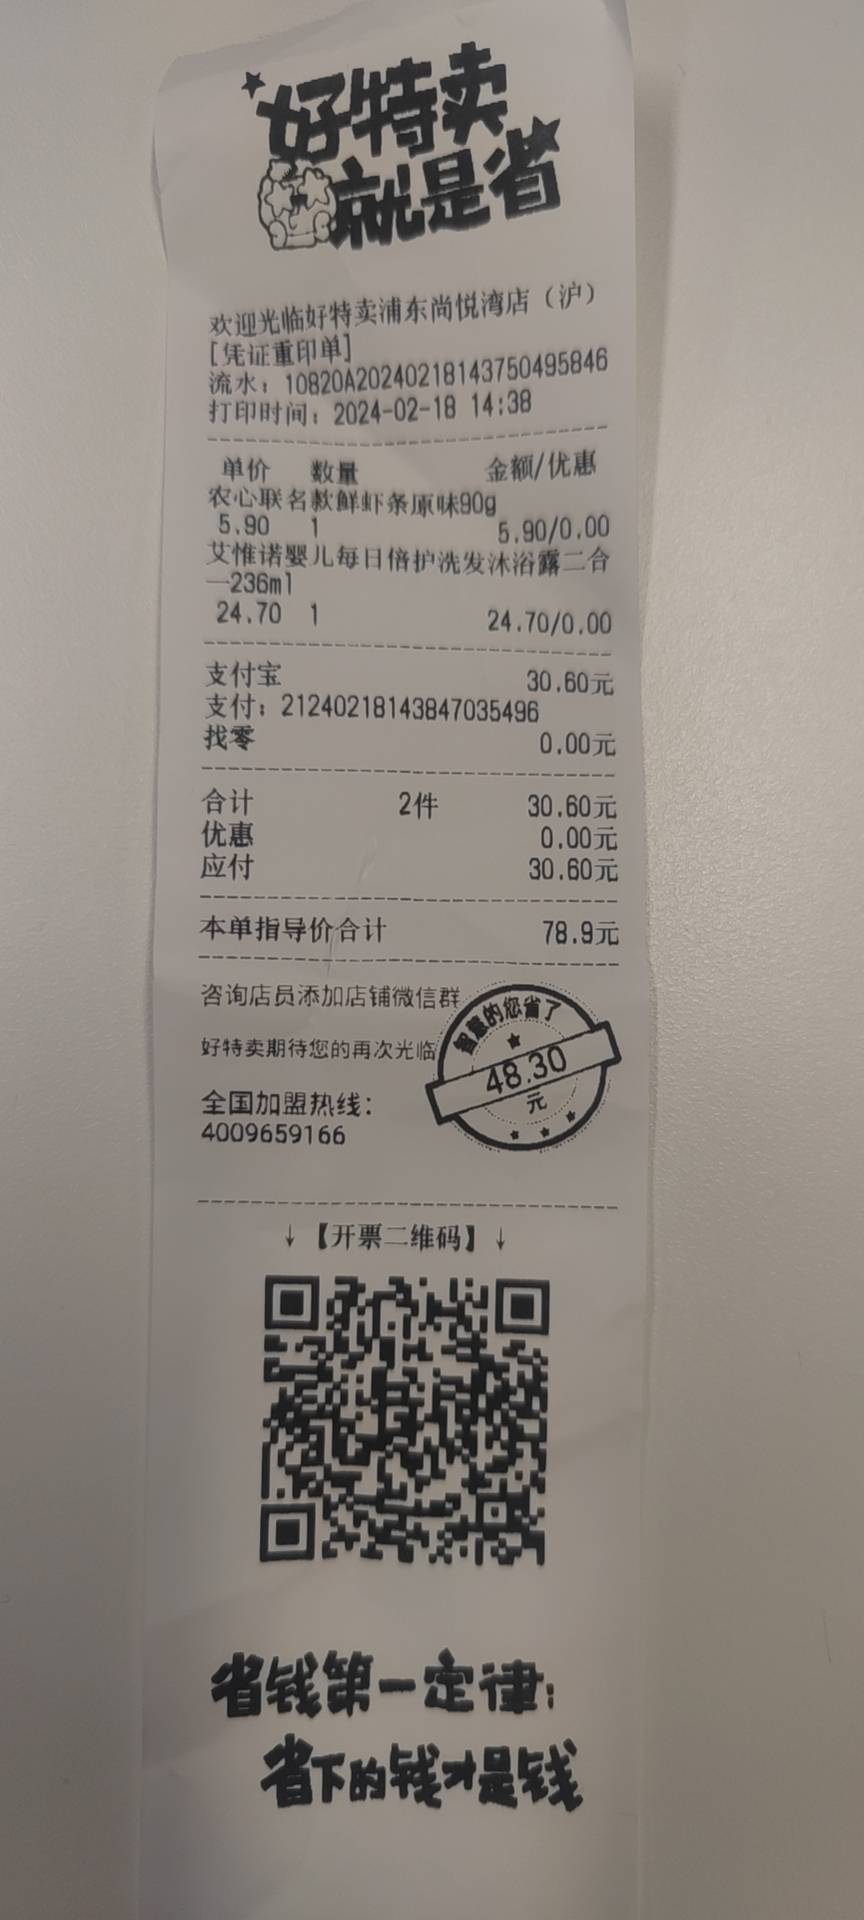 好特卖
就是省
欢迎光临好特卖浦东尚悦湾店（沪）
[凭证重印单]
流水：10820A20240218143750495846
打印时间：2024-02-18 14:38
单价 数量 金额/优惠
农心联名款鲜虾条原味90g
5.90 1 5.90/0.00
艾惟诺婴儿每日倍护洗发沐浴露二合
一236ml
24.70 1 24.70/0.00
支付宝 30.60元
支付：21240218143847035496
找零 0.00元
合计 2件 30.60元
优惠 0.00元
应付 30.60元
本单指导价合计 78.9元
咨询店员添加店铺微信群
好特卖期待您的再次光临
全国加盟热线：
4009659166
智慧的您省了
48.30
元
↓【开票二维码】↓
省钱第一定律：
省下的钱才是钱